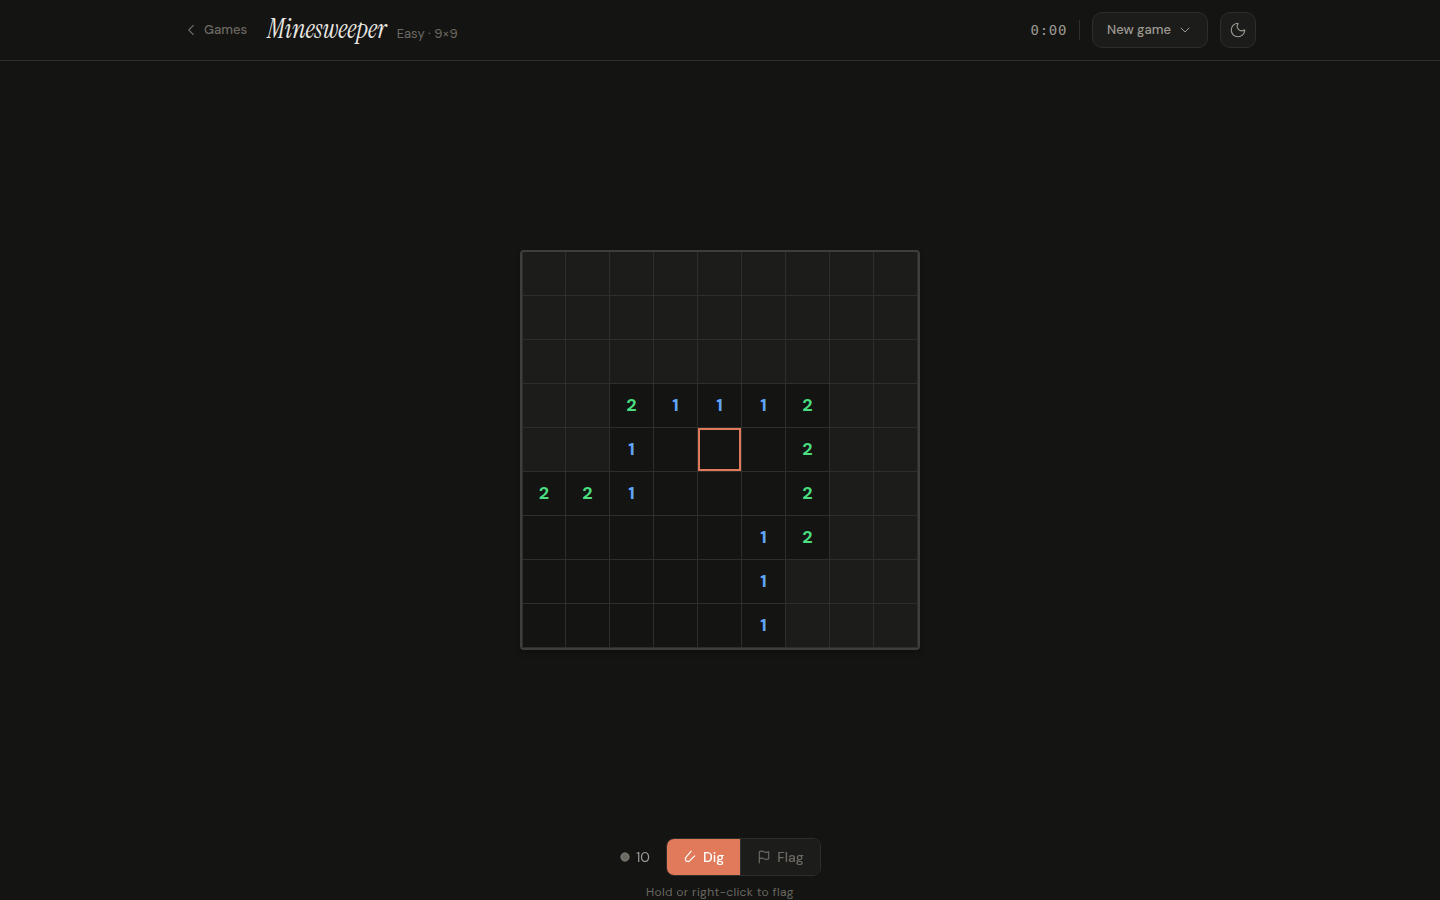 Games
Minesweeper
Easy · 9×9
0:00
New game
2 1 1 1 2
1 2
2 2 1 2
1 2
1
1
10
Dig
Flag
Hold or right-click to flag